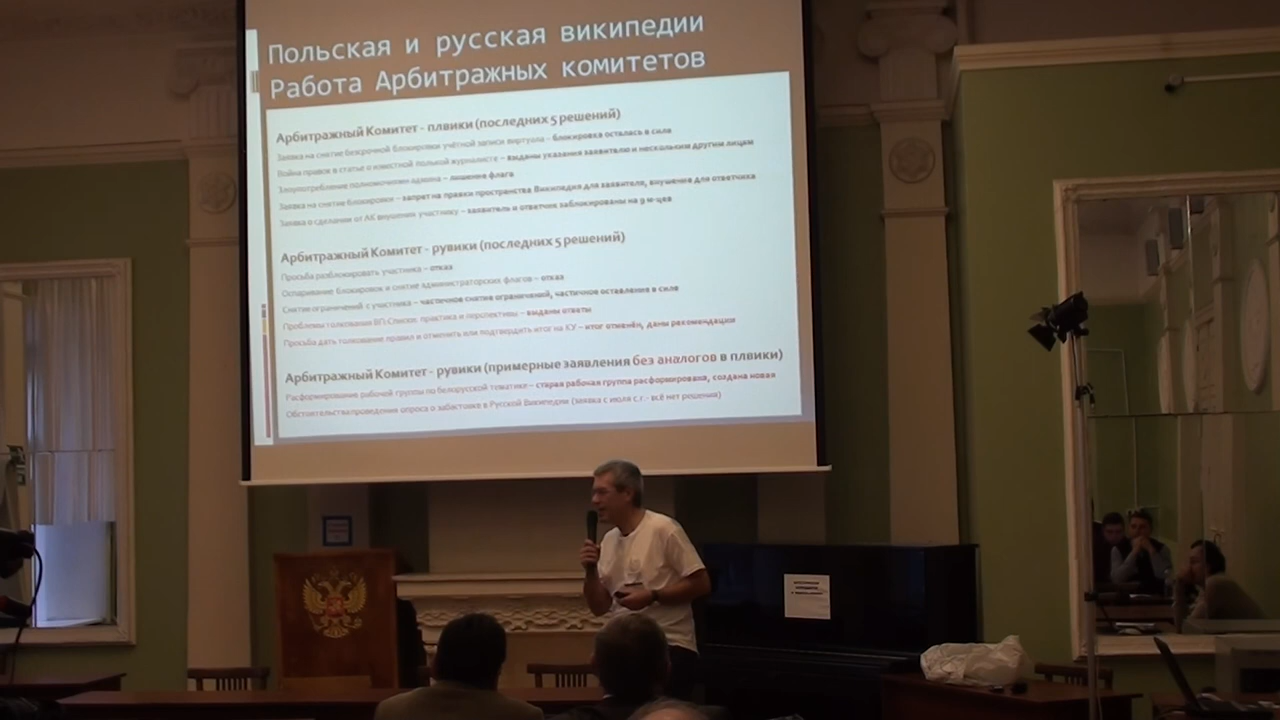 Польская и русская википедии
Работа Арбитражных комитетов
Арбитражный Комитет - плвики (последних 5 решений)
Заявка на снятие бессрочной блокировки учётной записи виртуала - блокировка осталась в силе
Война правок в статье о известной полькой журналисте – выданы указания заявителю и нескольким другим лицам
Злоупотребление полномочиями админа – лишение флага
Заявка на снятие блокировки – запрет на правки пространства Википедия для заявителя, внушение для ответчика
Заявка о сделание от АК внушения участнику – заявитель и ответчик заблокированы на 9 м-цев
Арбитражный Комитет - рувики (последних 5 решений)
Просьба разблокировать участника – отказ
Оспаривание блокировок и снятие администраторских флагов – отказ
Снятие ограничений с участника – частичное снятие ограничений, частичное оставление в силе
Проблемы толкования ВП:Списки: практика и перспективы – выданы ответы
Просьба дать толкование правил и отменить или подтвердить итог на КУ – итог отменён, даны рекомендации
Арбитражный Комитет - рувики (примерные заявления без аналогов в плвики)
Расформирование рабочей группы по белорусской тематике – старая рабочая группа расформирована, создана новая
Обстоятельства проведения опроса о забастовке в Русской Википедии (заявка с июля с.г.- всё нет решения)